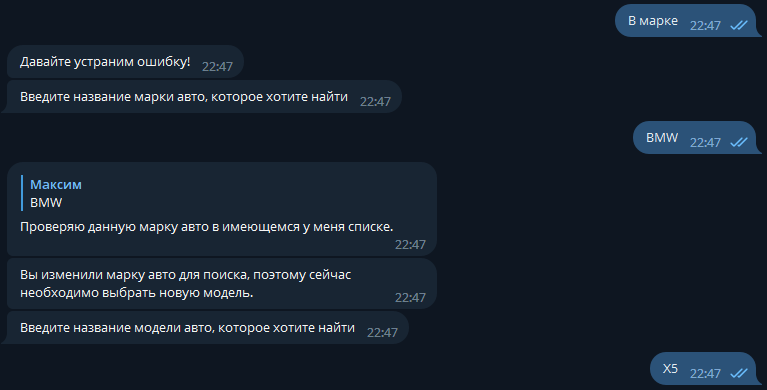 В марке 22:47
Давайте устраним ошибку! 22:47
Введите название марки авто, которое хотите найти 22:47
BMW 22:47
Максим
BMW
Проверяю данную марку авто в имеющемся у меня списке.
22:47
Вы изменили марку авто для поиска, поэтому сейчас
необходимо выбрать новую модель. 22:47
Введите название модели авто, которое хотите найти 22:47
X5 22:47